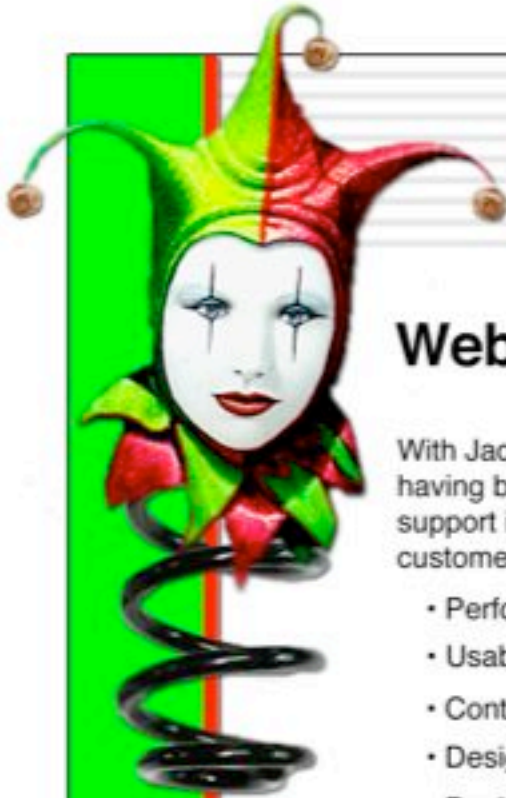 Web
With Jac
having b
support i
custome
• Perfo
• Usab
• Cont
• Desig